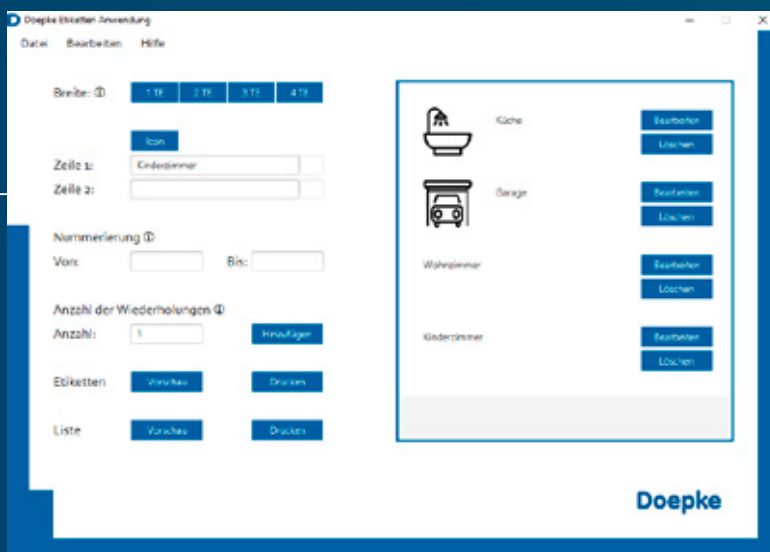 Doepke Etiketten Anwendung
Datei Bearbeiten Hilfe
Breite: ⓘ 1 TE 2 TE 3 TE 4 TE
Icon
Zeile 1: Kinderzimmer
Zeile 2:
Nummerierung ⓘ
Von: Bis:
Anzahl der Wiederholungen ⓘ
Anzahl: 1 Hinzufügen
Etiketten Vorschau Drucken
Liste Vorschau Drucken
Küche Bearbeiten
Löschen
Garage Bearbeiten
Löschen
Wohnzimmer Bearbeiten
Löschen
Kinderzimmer Bearbeiten
Löschen
Doepke